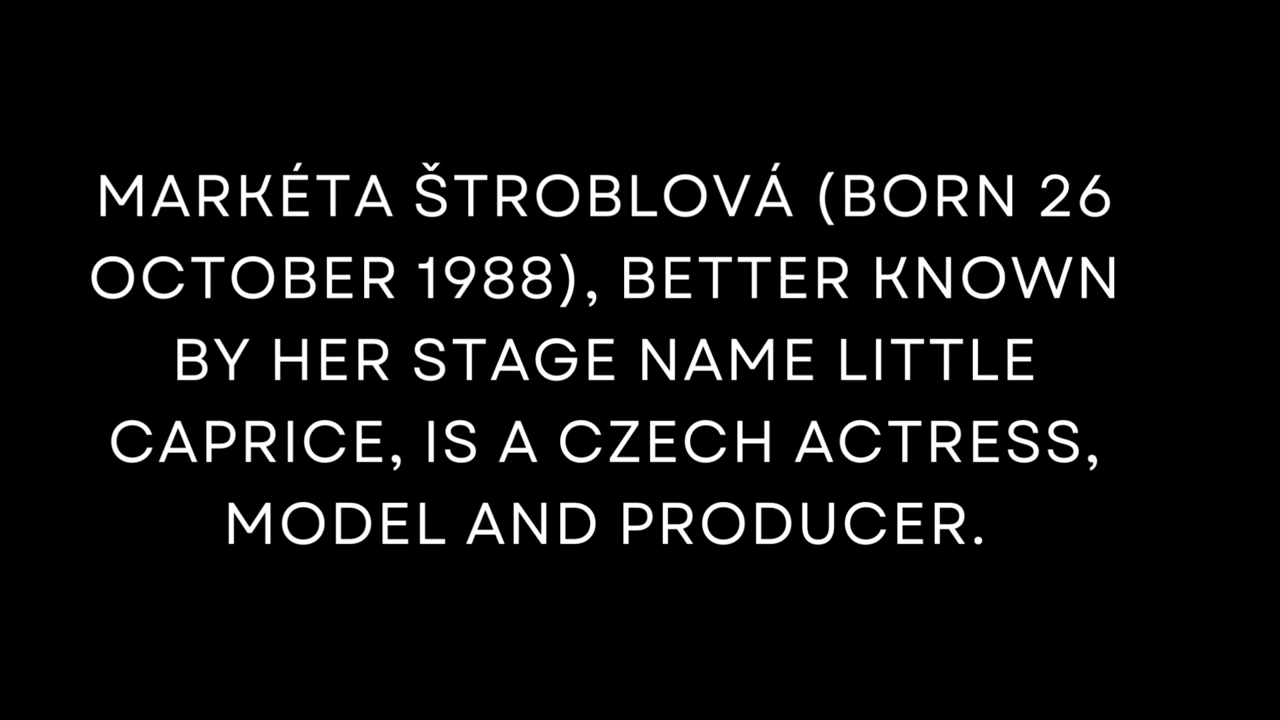 MARKÉTA ŠTROBLOVÁ (BORN 26
OCTOBER 1988), BETTER KNOWN
BY HER STAGE NAME LITTLE
CAPRICE, IS A CZECH ACTRESS,
MODEL AND PRODUCER.